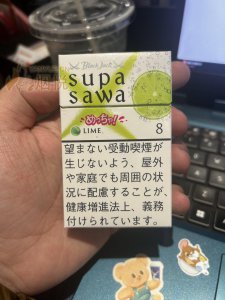 Black Jack
supa
sawa
めっちゃ!
LIME.
8
望まない受動喫煙が
生じないよう、屋外
や家庭でも周囲の状
況に配慮することが、
健康増進法上、義務
付けられています。